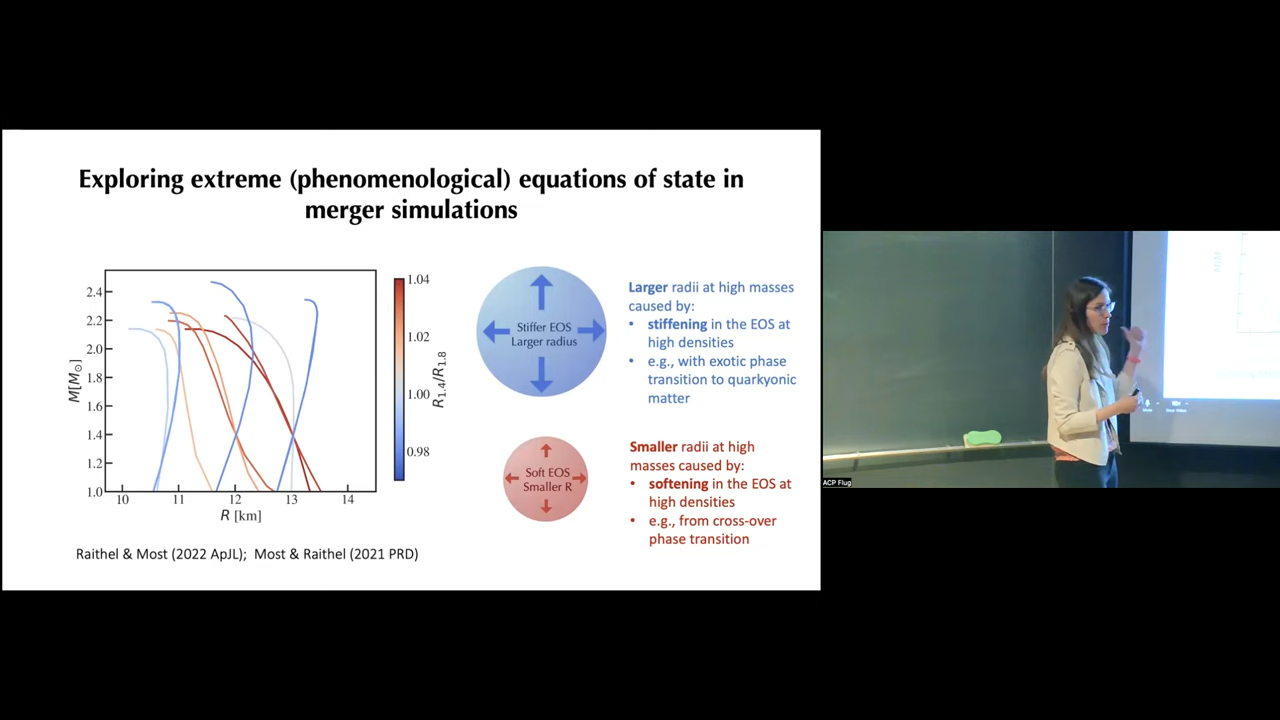 Exploring extreme (phenomenological) equations of state in
merger simulations
2.4
2.2
2.0
1.8
1.6
1.4
1.2
1.0
M[M⊙]
10
11
12
13
14
R [km]
1.04
1.02
1.00
0.98
R1.4/R1.8
Raithel & Most (2022 ApJL); Most & Raithel (2021 PRD)
Stiffer EOS
Larger radius
Larger radii at high masses
caused by:
• stiffening in the EOS at
high densities
• e.g., with exotic phase
transition to quarkyonic
matter
Soft EOS
Smaller R
Smaller radii at high
masses caused by:
• softening in the EOS at
high densities
• e.g., from cross-over
phase transition
ACP Flug